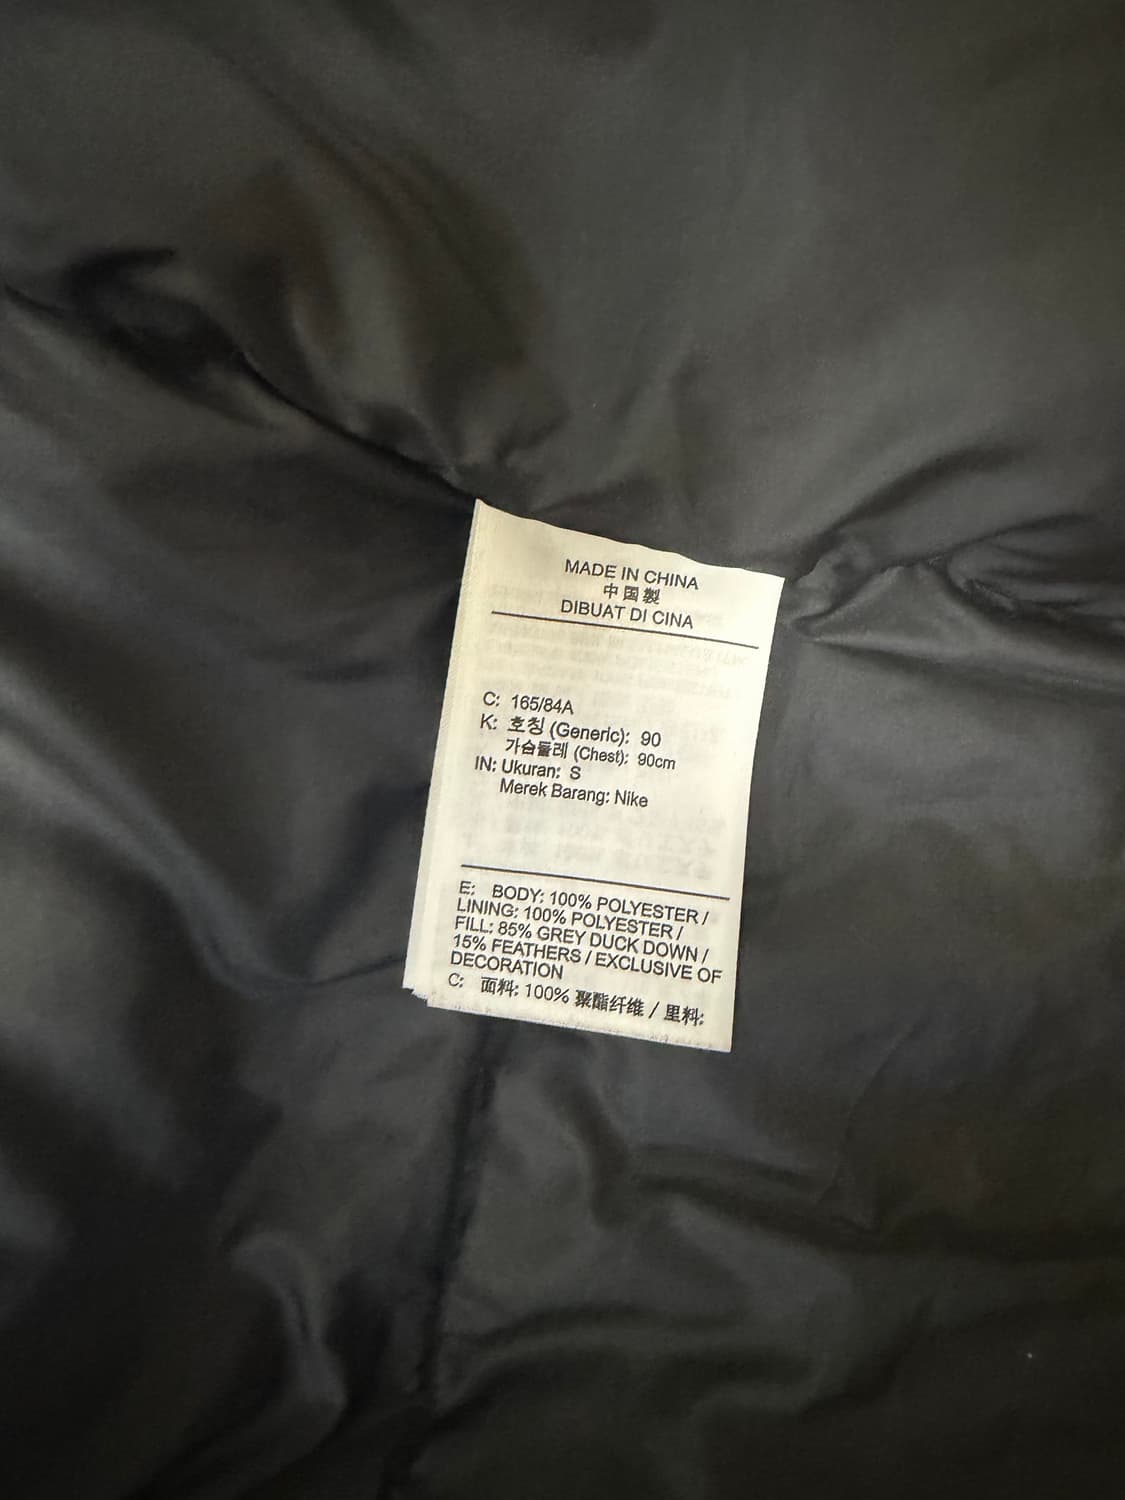 MADE IN CHINA
中国製
DIBUAT DI CINA
C: 165/84A
K: 호칭 (Generic): 90
가슴둘레 (Chest): 90cm
IN: Ukuran: S
Merek Barang: Nike
E: BODY: 100% POLYESTER /
LINING: 100% POLYESTER /
FILL: 85% GREY DUCK DOWN /
15% FEATHERS / EXCLUSIVE OF
DECORATION
C: 面料: 100% 聚酯纤维 / 里料: